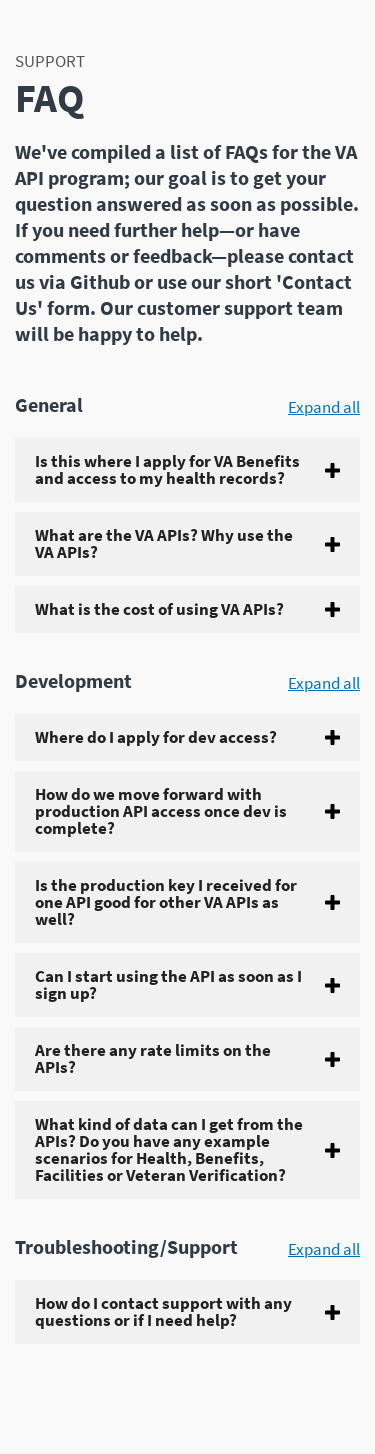 SUPPORT
FAQ
We've compiled a list of FAQs for the VA
API program; our goal is to get your
question answered as soon as possible.
If you need further help—or have
comments or feedback—please contact
us via Github or use our short 'Contact
Us' form. Our customer support team
will be happy to help.
General
Expand all
Is this where I apply for VA Benefits
and access to my health records?
What are the VA APIs? Why use the
VA APIs?
What is the cost of using VA APIs?
Development
Expand all
Where do I apply for dev access?
How do we move forward with
production API access once dev is
complete?
Is the production key I received for
one API good for other VA APIs as
well?
Can I start using the API as soon as I
sign up?
Are there any rate limits on the
APIs?
What kind of data can I get from the
APIs? Do you have any example
scenarios for Health, Benefits,
Facilities or Veteran Verification?
Troubleshooting/Support
Expand all
How do I contact support with any
questions or if I need help?